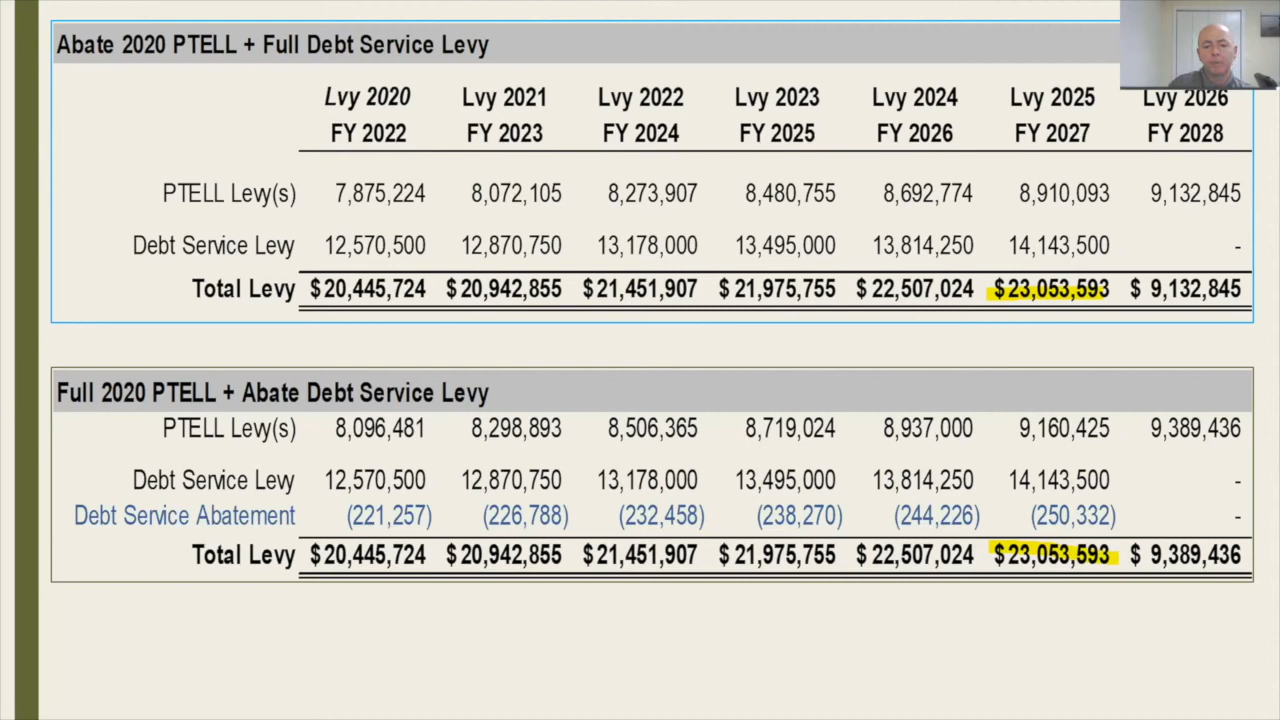 Abate 2020 PTELL + Full Debt Service Levy
Lvy 2020 Lvy 2021 Lvy 2022 Lvy 2023 Lvy 2024 Lvy 2025 Lvy 2026
FY 2022 FY 2023 FY 2024 FY 2025 FY 2026 FY 2027 FY 2028
PTELL Levy(s) 7,875,224 8,072,105 8,273,907 8,480,755 8,692,774 8,910,093 9,132,845
Debt Service Levy 12,570,500 12,870,750 13,178,000 13,495,000 13,814,250 14,143,500 -
Total Levy $ 20,445,724 $ 20,942,855 $ 21,451,907 $ 21,975,755 $ 22,507,024 $ 23,053,593 $ 9,132,845
Full 2020 PTELL + Abate Debt Service Levy
PTELL Levy(s) 8,096,481 8,298,893 8,506,365 8,719,024 8,937,000 9,160,425 9,389,436
Debt Service Levy 12,570,500 12,870,750 13,178,000 13,495,000 13,814,250 14,143,500 -
Debt Service Abatement (221,257) (226,788) (232,458) (238,270) (244,226) (250,332) -
Total Levy $ 20,445,724 $ 20,942,855 $ 21,451,907 $ 21,975,755 $ 22,507,024 $ 23,053,593 $ 9,389,436